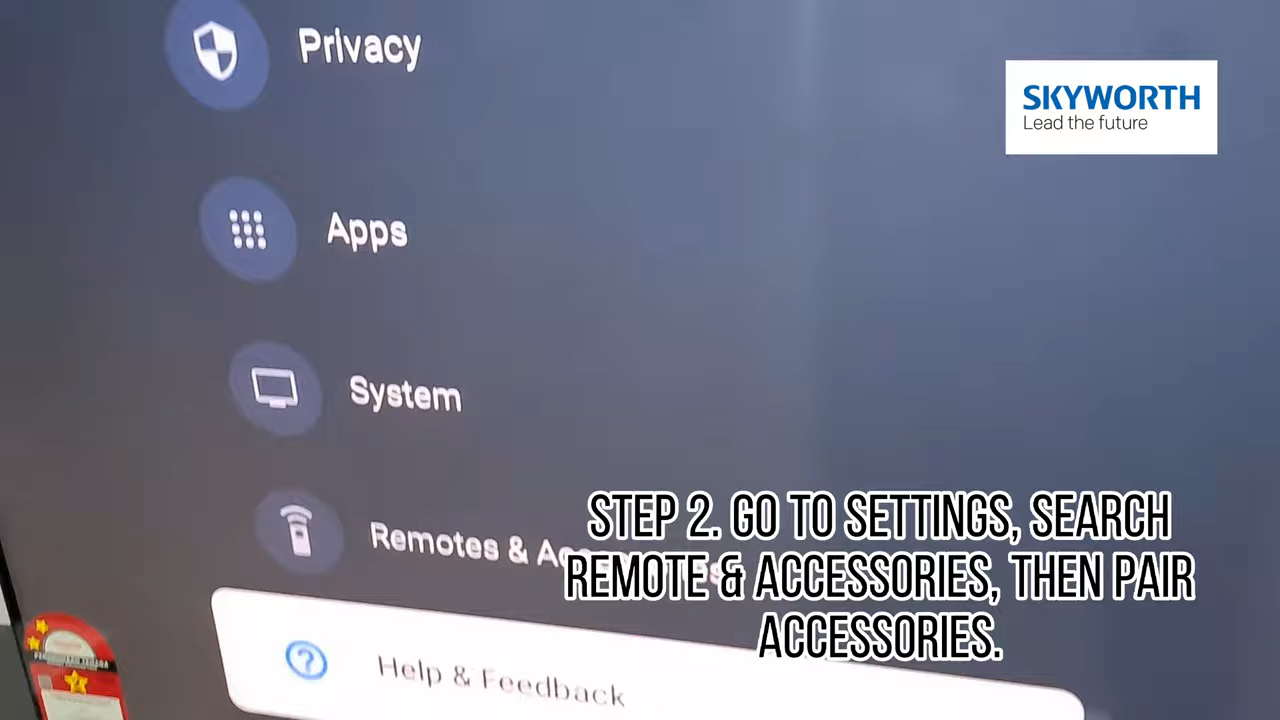 Privacy
SKYWORTH
Lead the future
Apps
System
Remotes &
STEP 2. GO TO SETTINGS, SEARCH
REMOTE & ACCESSORIES, THEN PAIR
ACCESSORIES.
Help & Feedback